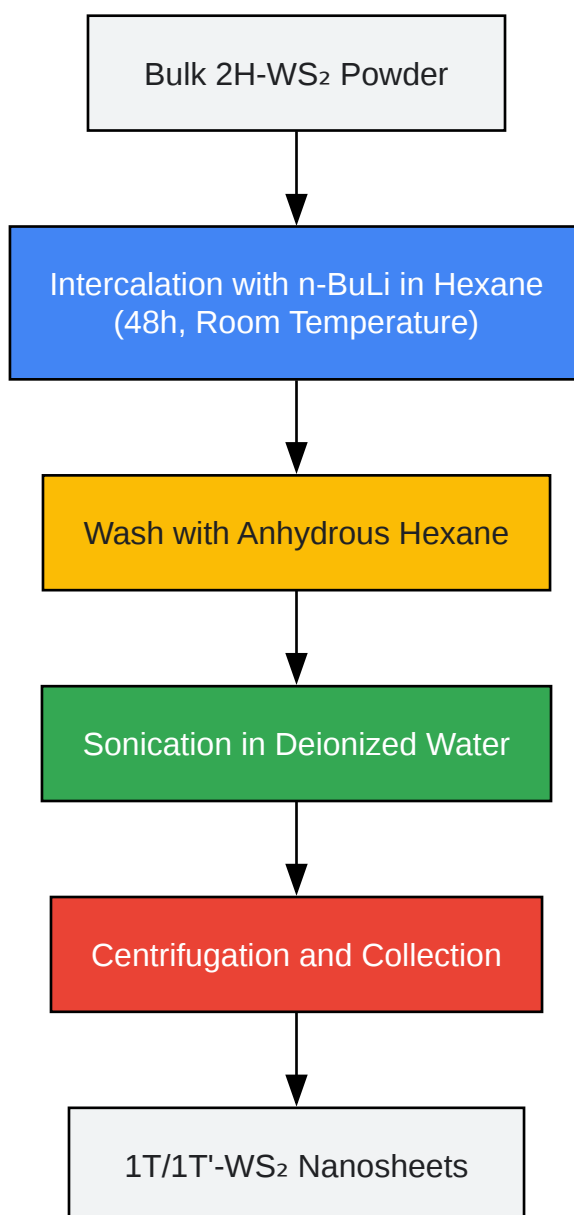 Bulk 2H-WS₂ Powder
Intercalation with n-BuLi in Hexane
(48h, Room Temperature)
Wash with Anhydrous Hexane
Sonication in Deionized Water
Centrifugation and Collection
1T/1T'-WS₂ Nanosheets